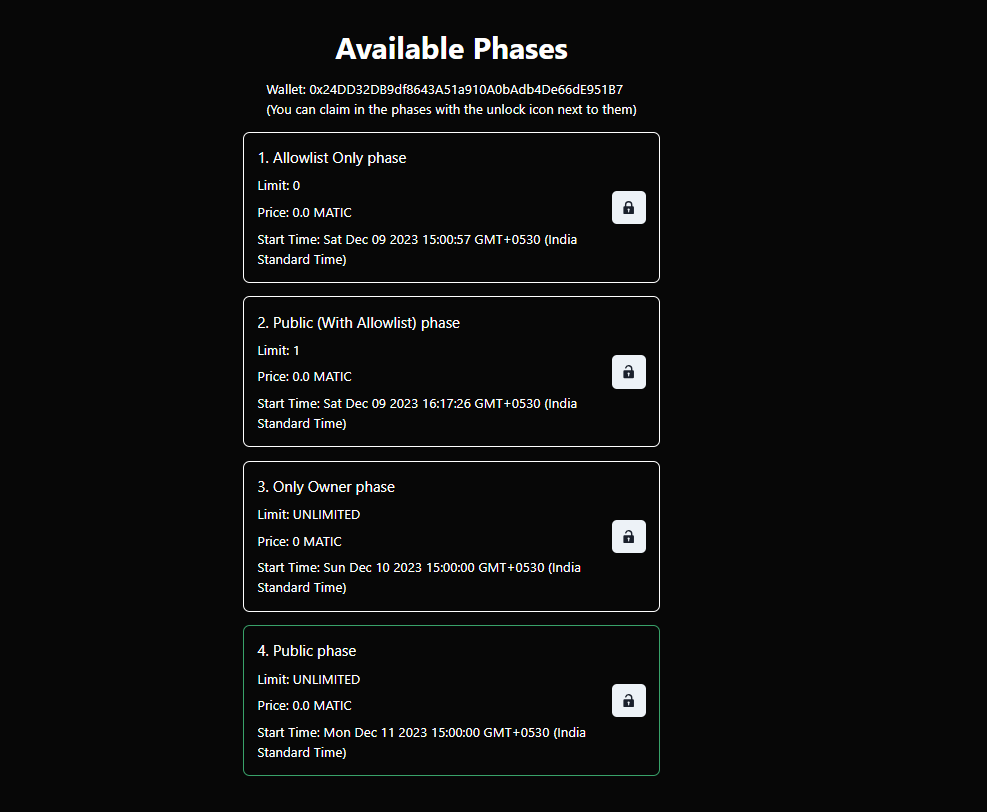 Available Phases
Wallet: 0x24DD32DB9df8643A51a910A0bAdb4De66dE951B7
(You can claim in the phases with the unlock icon next to them)
1. Allowlist Only phase
Limit: 0
Price: 0.0 MATIC
Start Time: Sat Dec 09 2023 15:00:57 GMT+0530 (India
Standard Time)
2. Public (With Allowlist) phase
Limit: 1
Price: 0.0 MATIC
Start Time: Sat Dec 09 2023 16:17:26 GMT+0530 (India
Standard Time)
3. Only Owner phase
Limit: UNLIMITED
Price: 0 MATIC
Start Time: Sun Dec 10 2023 15:00:00 GMT+0530 (India
Standard Time)
4. Public phase
Limit: UNLIMITED
Price: 0.0 MATIC
Start Time: Mon Dec 11 2023 15:00:00 GMT+0530 (India
Standard Time)